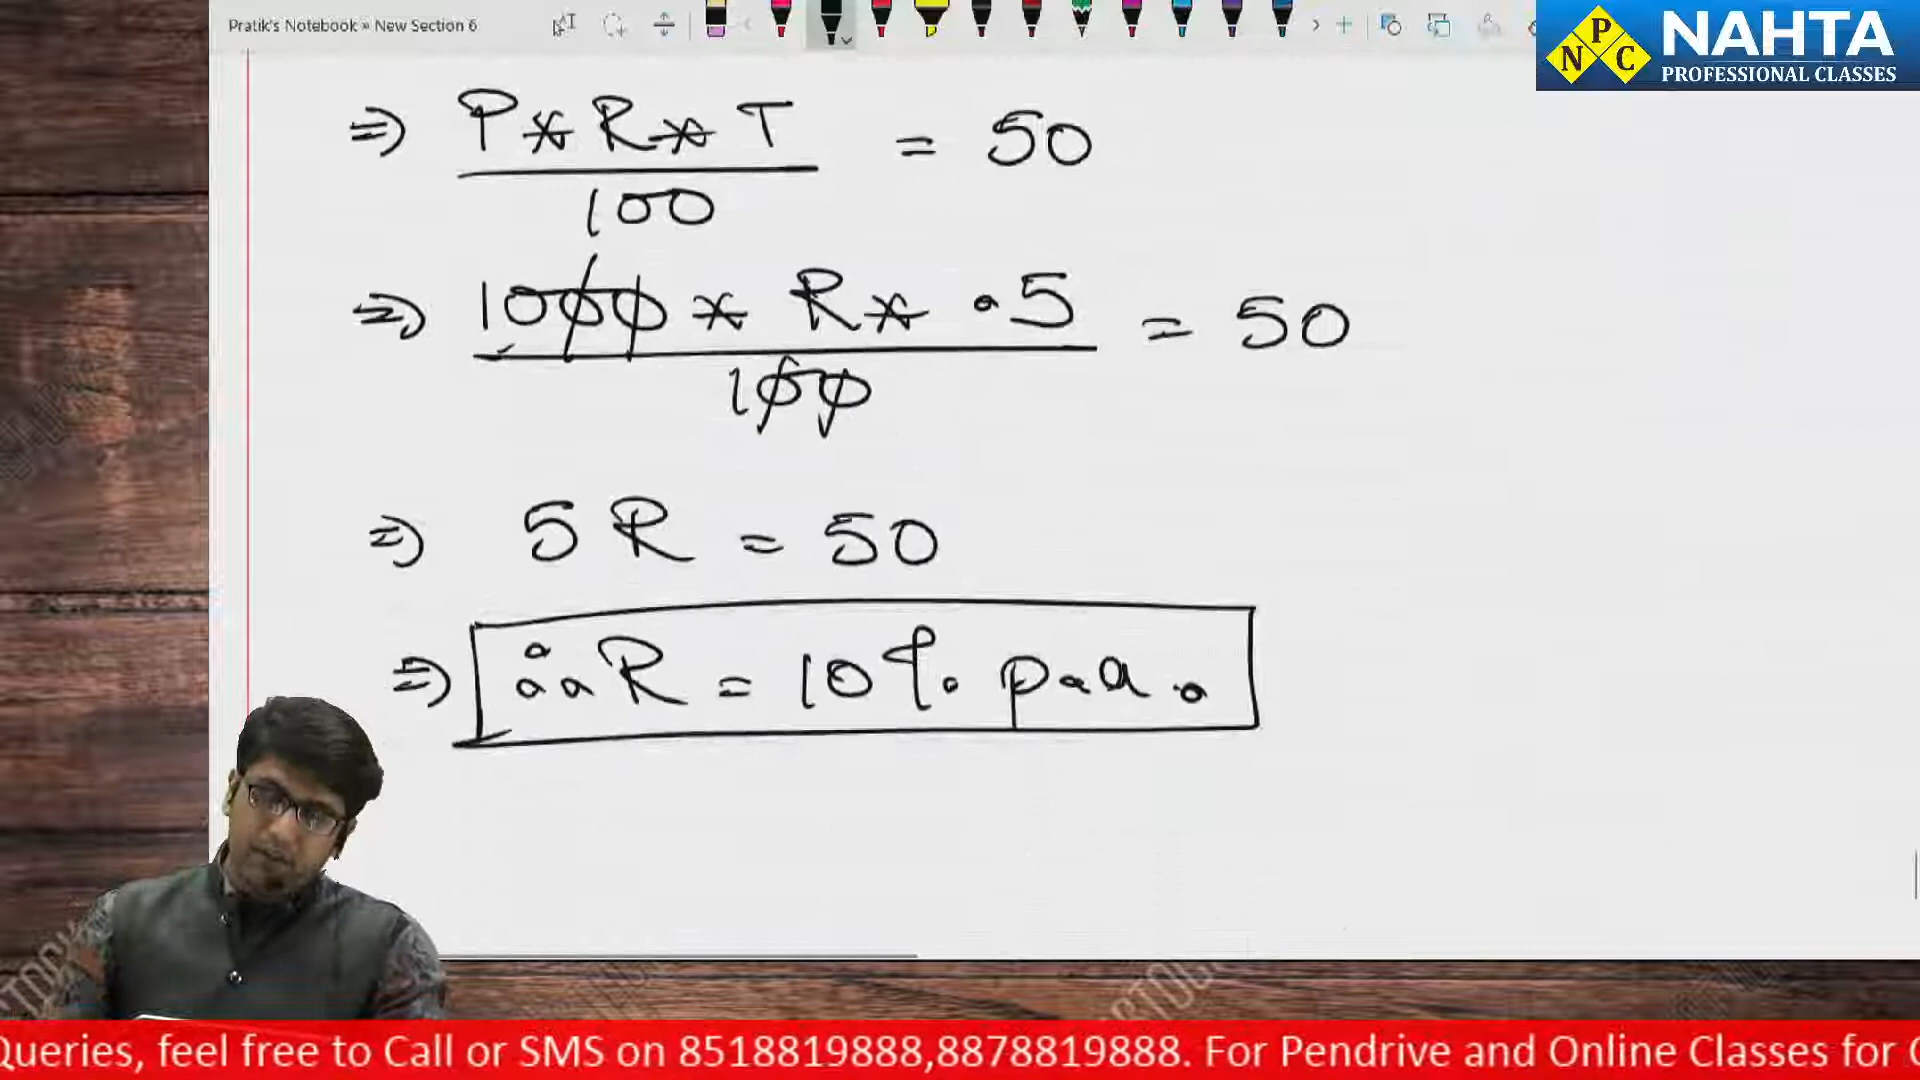 Pratik's Notebook » New Section 6
N P C NAHTA
PROFESSIONAL CLASSES
⇒ P * R * T / 100 = 50
⇒ 1000 * R * .5 / 100 = 50
⇒ 5R = 50
⇒ ∴ R = 10% p.a.
Queries, feel free to Call or SMS on 8518819888,8878819888. For Pendrive and Online Classes for